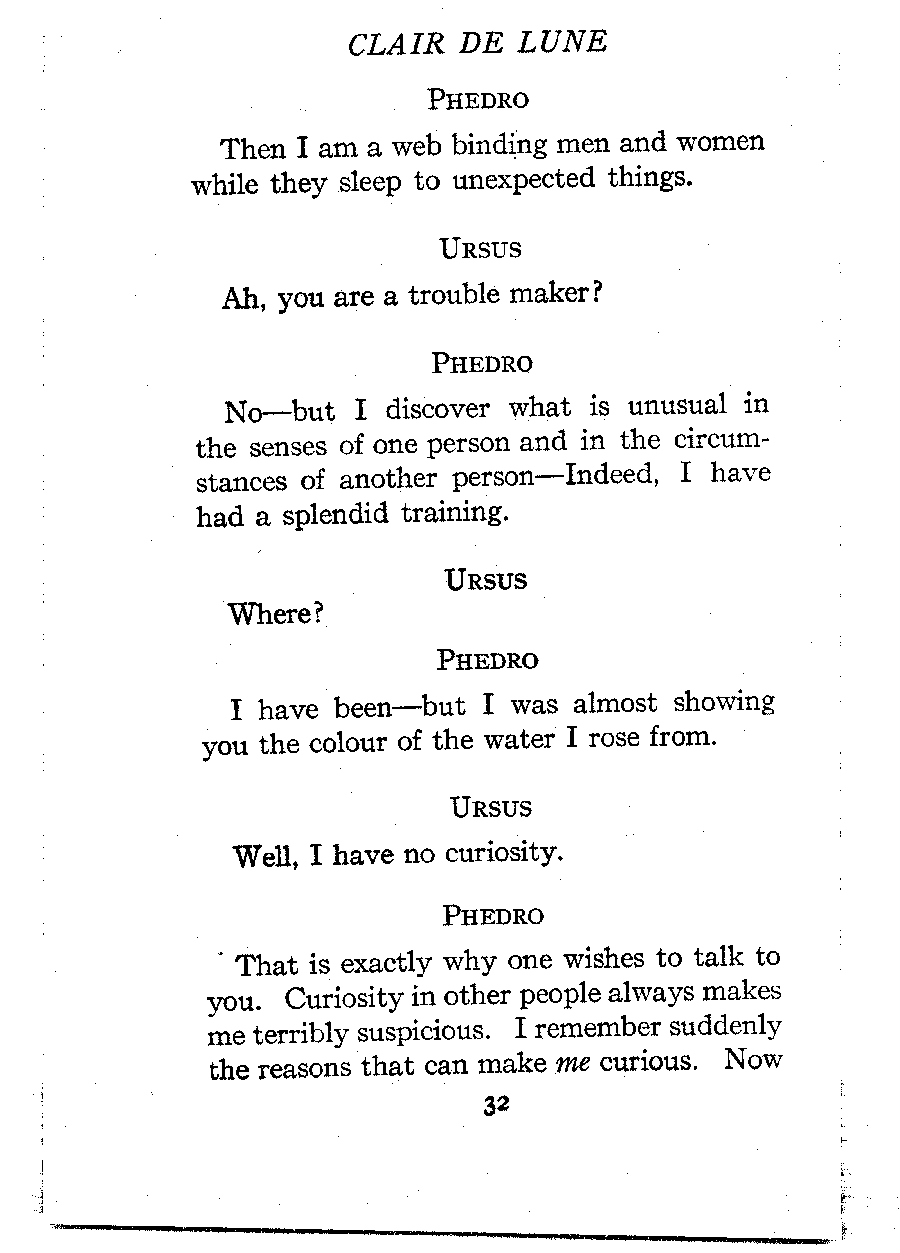 CLAIR DE LUNE
PHEDRO
Then I am a web binding men and women
while they sleep to unexpected things.
URSUS
Ah, you are a trouble maker?
PHEDRO
No—but I discover what is unusual in
the senses of one person and in the circum-
stances of another person—Indeed, I have
had a splendid training.
URSUS
Where?
PHEDRO
I have been—but I was almost showing
you the colour of the water I rose from.
URSUS
Well, I have no curiosity.
PHEDRO
That is exactly why one wishes to talk to
you. Curiosity in other people always makes
me terribly suspicious. I remember suddenly
the reasons that can make me curious. Now
32